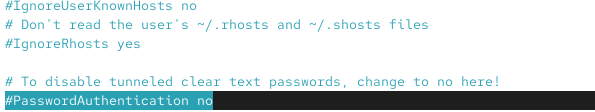 #IgnoreUserKnownHosts no
# Don't read the user's ~/.rhosts and ~/.shosts files
#IgnoreRhosts yes
# To disable tunneled clear text passwords, change to no here!
#PasswordAuthentication no